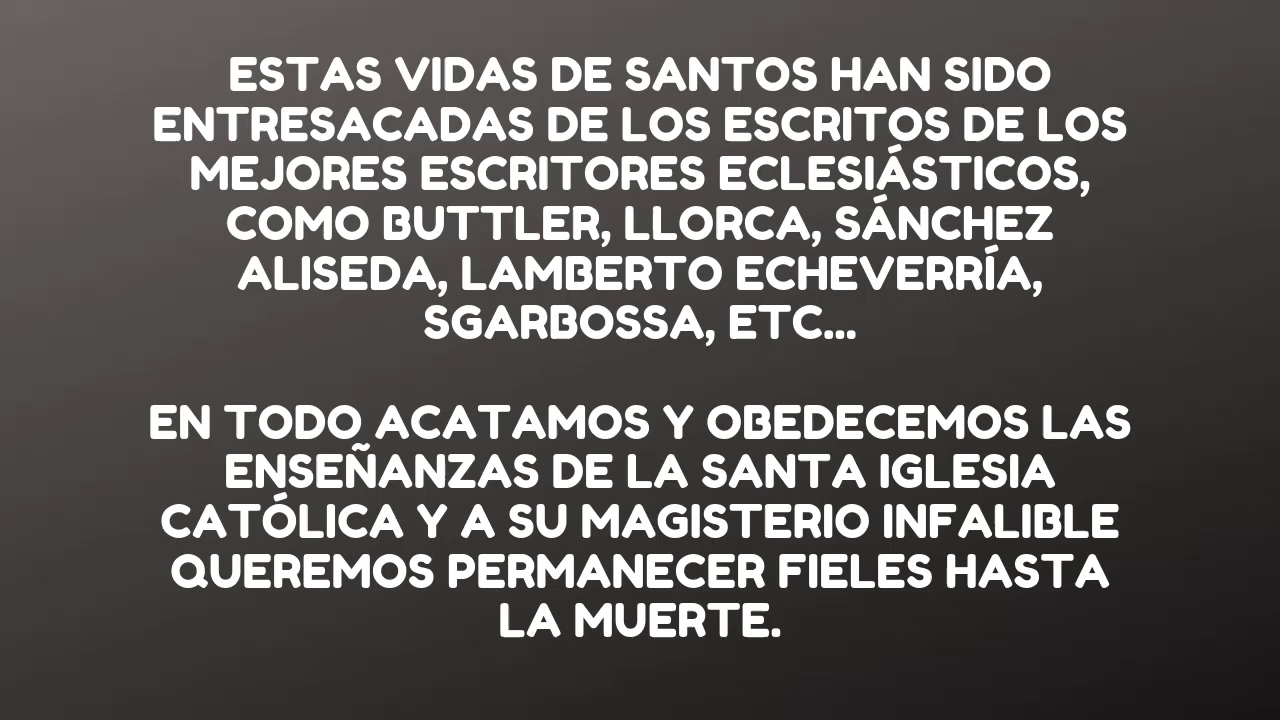 ESTAS VIDAS DE SANTOS HAN SIDO
ENTRESACADAS DE LOS ESCRITOS DE LOS
MEJORES ESCRITORES ECLESIÁSTICOS,
COMO BUTTLER, LLORCA, SÁNCHEZ
ALISEDA, LAMBERTO ECHEVERRÍA,
SGARBOSSA, ETC...
EN TODO ACATAMOS Y OBEDECEMOS LAS
ENSEÑANZAS DE LA SANTA IGLESIA
CATÓLICA Y A SU MAGISTERIO INFALIBLE
QUEREMOS PERMANECER FIELES HASTA
LA MUERTE.